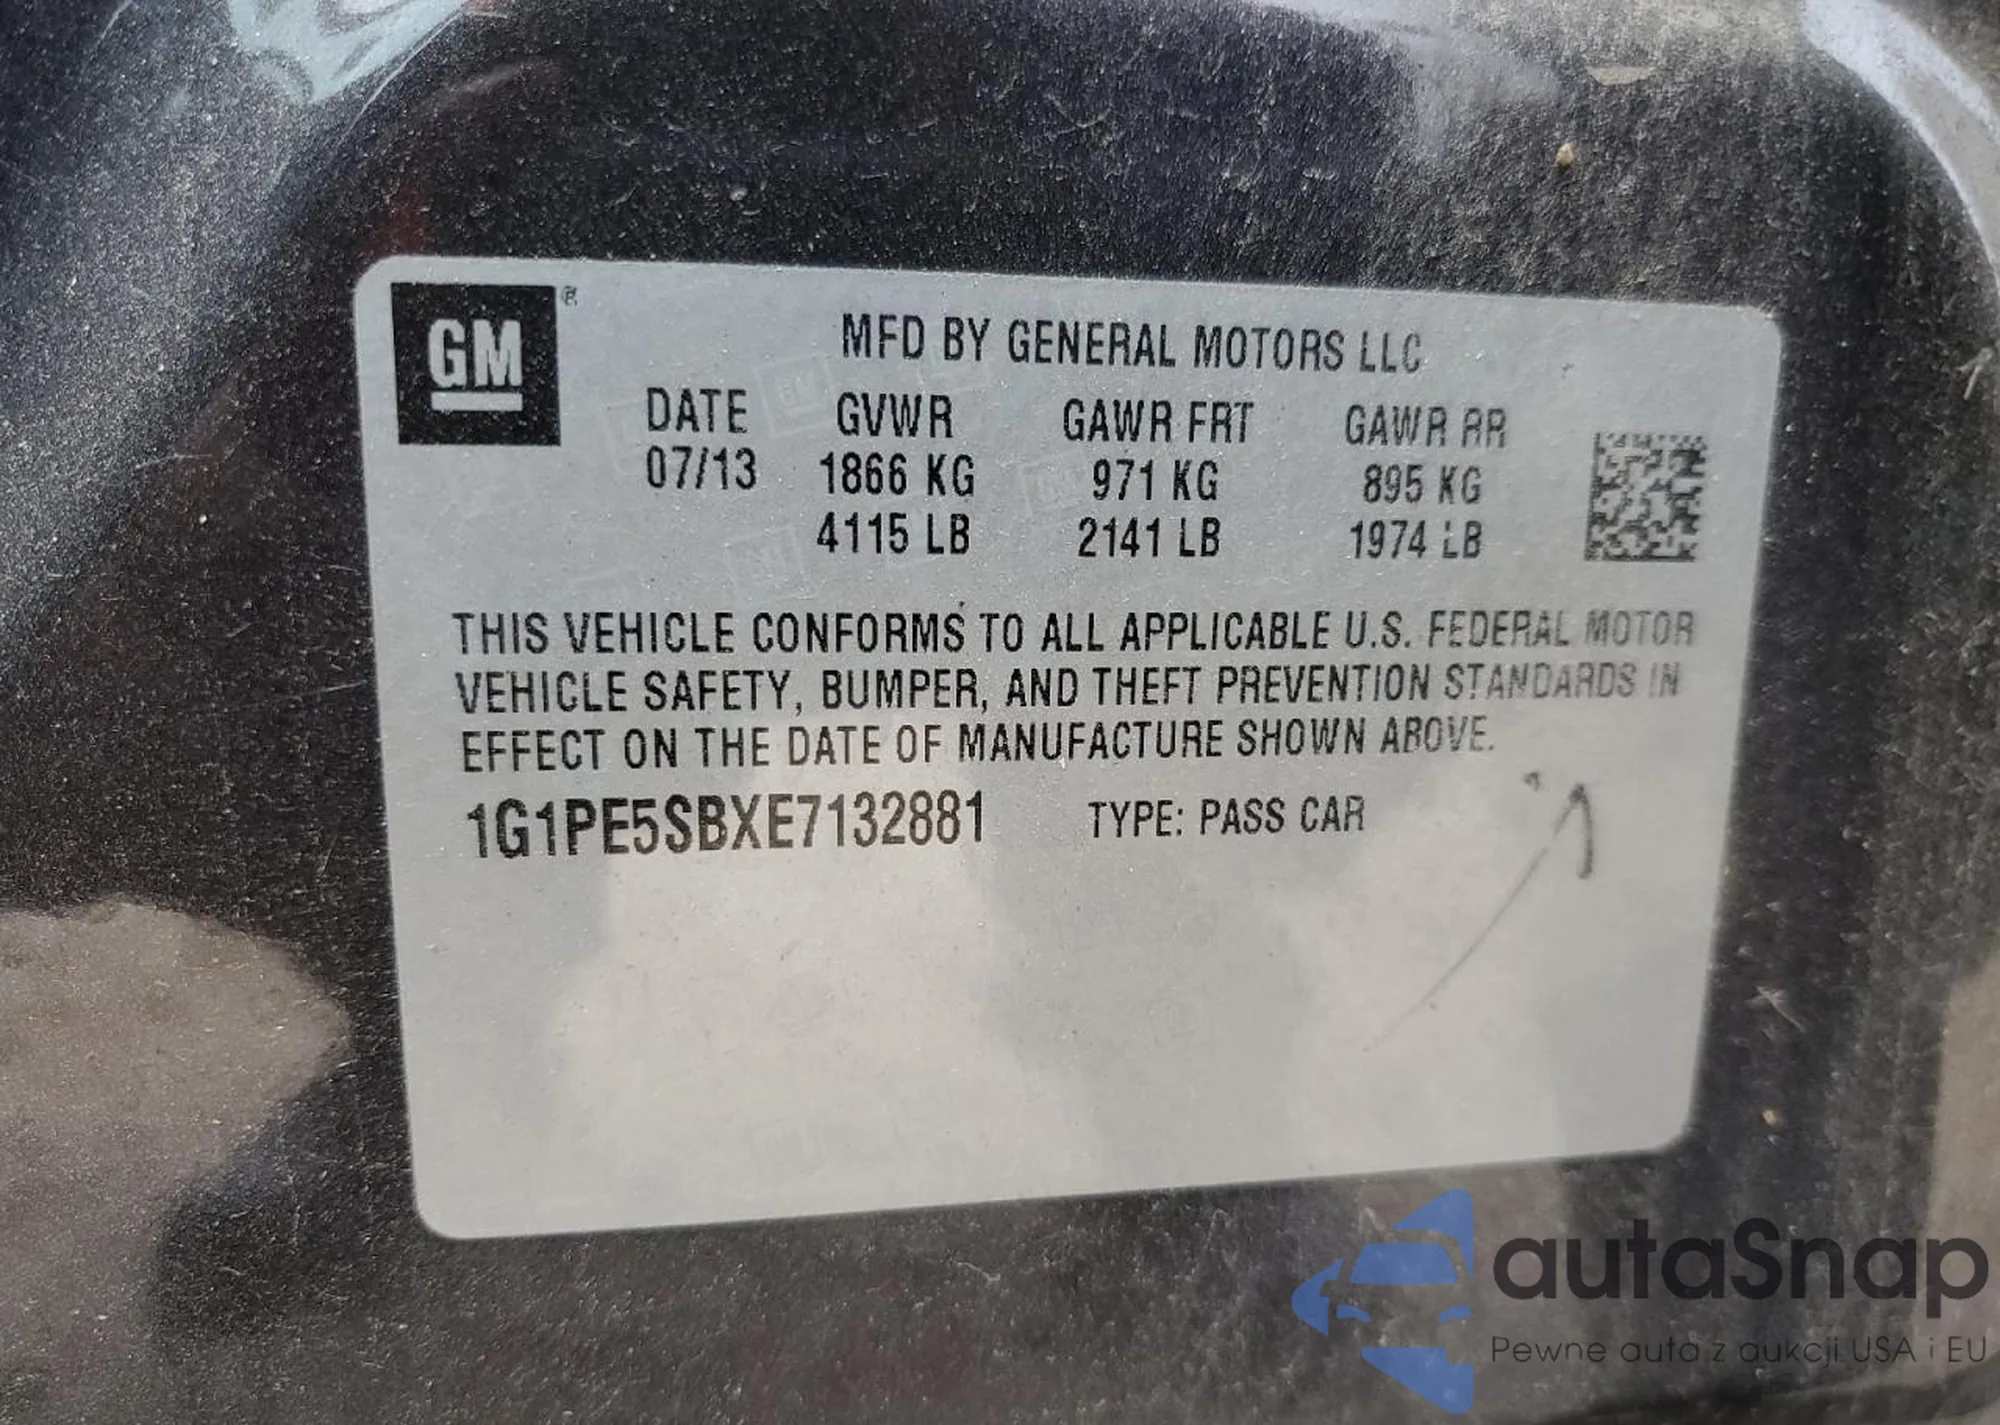 GM®
MFD BY GENERAL MOTORS LLC
DATE GVWR GAWR FRT GAWR RR
07/13 1866 KG 971 KG 895 KG
4115 LB 2141 LB 1974 LB
THIS VEHICLE CONFORMS TO ALL APPLICABLE U.S. FEDERAL MOTOR
VEHICLE SAFETY, BUMPER, AND THEFT PREVENTION STANDARDS IN
EFFECT ON THE DATE OF MANUFACTURE SHOWN ABOVE.
1G1PE5SBXE7132881 TYPE: PASS CAR
autaSnap
Pewne auta z aukcji USA i EU